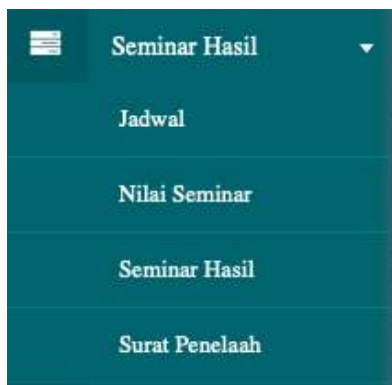 Seminar Hasil
Jadwal
Nilai Seminar
Seminar Hasil
Surat Penelaah